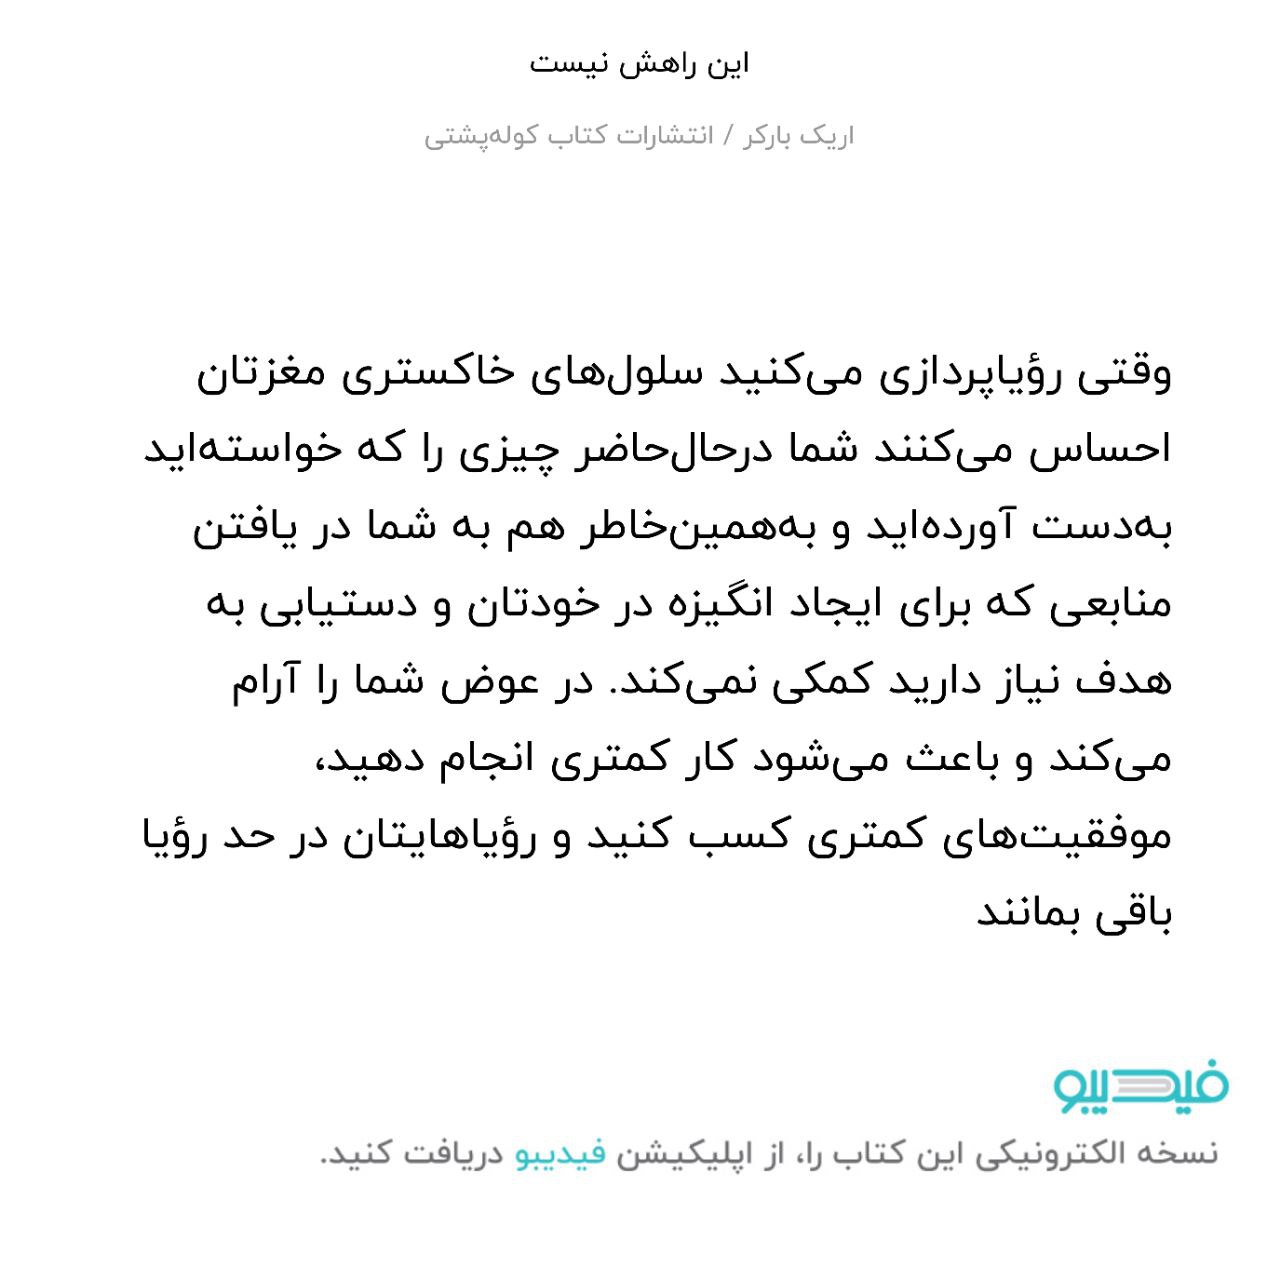 این راهش نیست
اریک بارکر / انتشارات کتاب کوله‌پشتی
وقتی رؤیاپردازی می‌کنید سلول‌های خاکستری مغزتان
احساس می‌کنند شما درحال‌حاضر چیزی را که خواسته‌اید
به‌دست آورده‌اید و به‌همین‌خاطر هم به شما در یافتن
منابعی که برای ایجاد انگیزه در خودتان و دستیابی به
هدف نیاز دارید کمکی نمی‌کند. در عوض شما را آرام
می‌کند و باعث می‌شود کار کمتری انجام دهید،
موفقیت‌های کمتری کسب کنید و رؤیاهایتان در حد رؤیا
باقی بمانند
فیدیبو
نسخه الکترونیکی این کتاب را، از اپلیکیشن فیدیبو دریافت کنید.